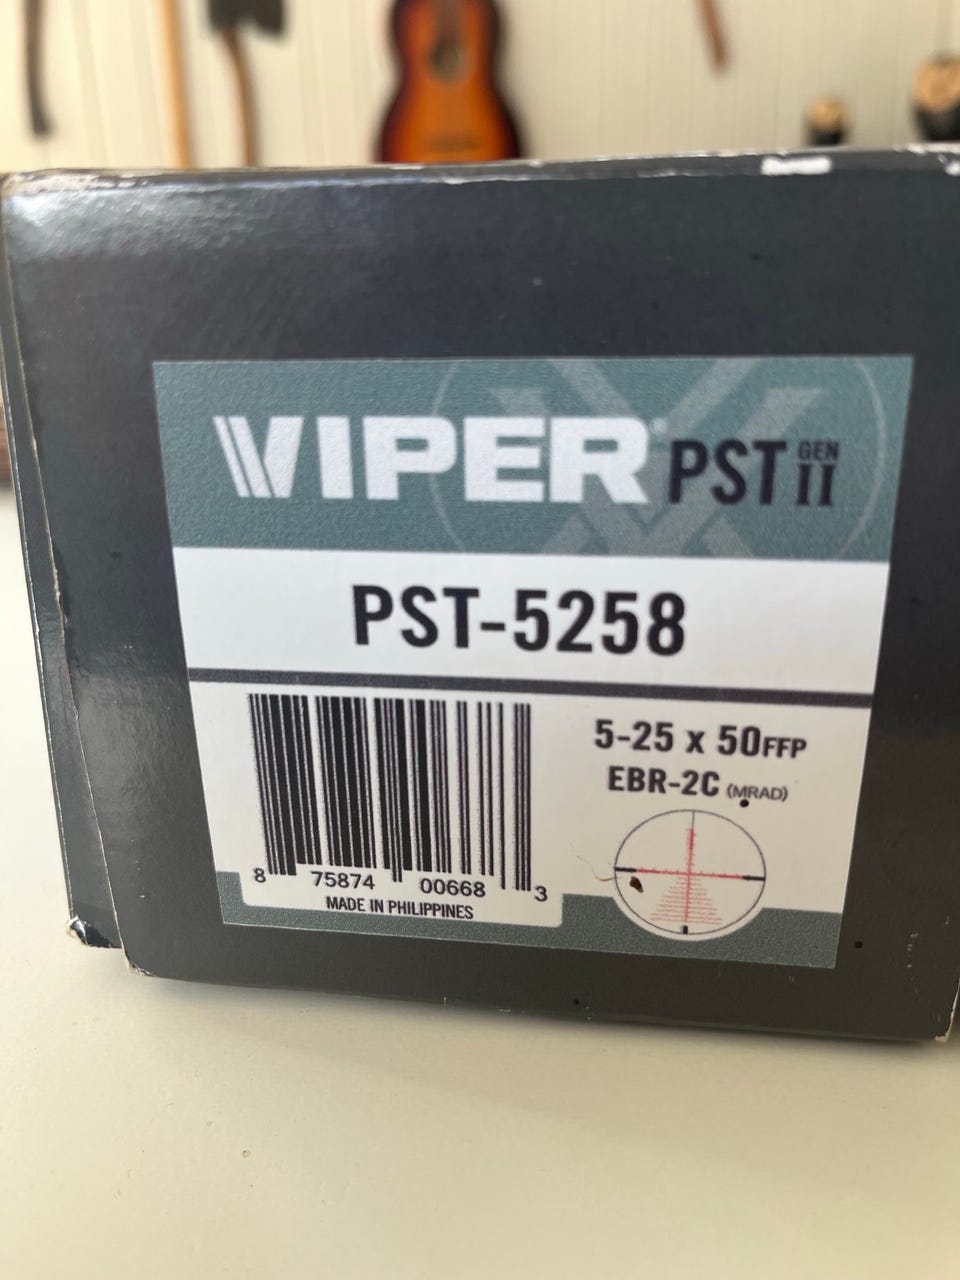 VIPER® PST GEN II
PST-5258
5-25 x 50FFP
EBR-2C (MRAD)
8 75874 00668 3
MADE IN PHILIPPINES